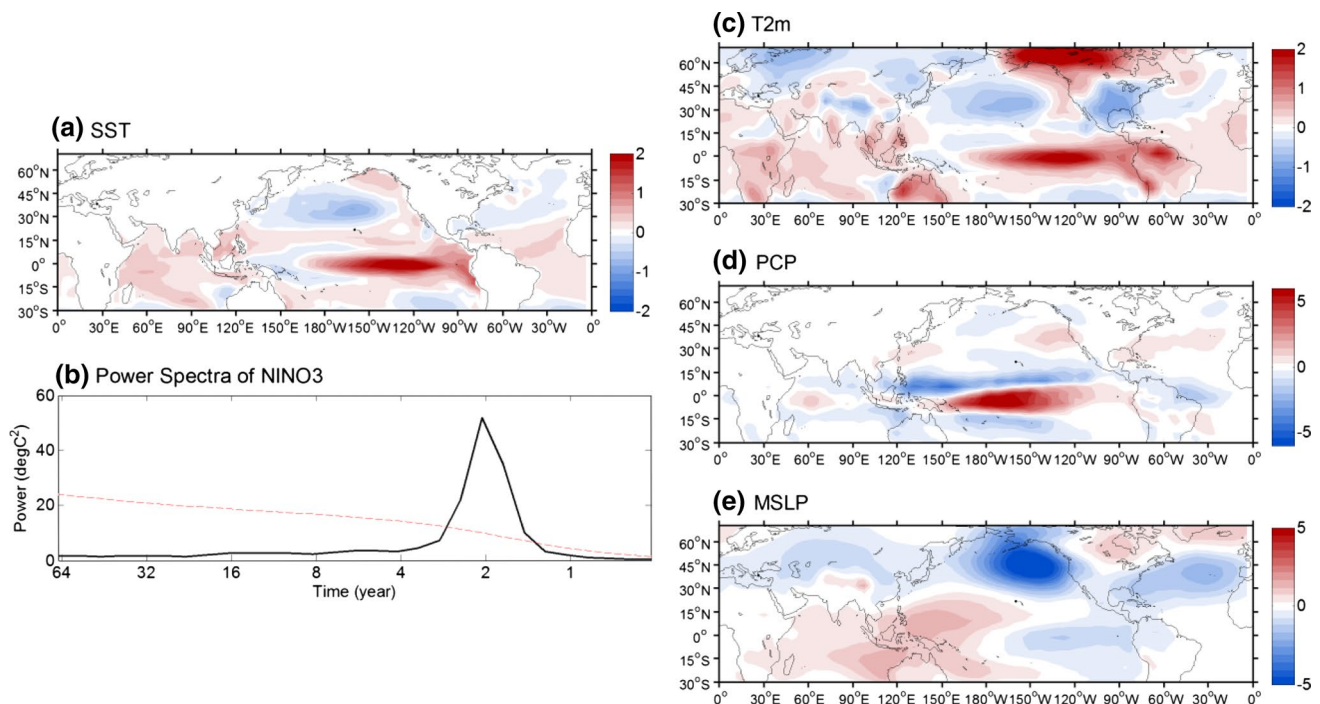 (a) SST
60°N
45°N
30°N
15°N
0°
15°S
30°S
0° 30°E 60°E 90°E 120°E 150°E 180°W 150°W 120°W 90°W 60°W 30°W 0°
2
1
0
-1
-2
(b) Power Spectra of NINO3
Power (degC²)
60
40
20
0
64 32 16 8 4 2 1
Time (year)
(c) T2m
60°N
45°N
30°N
15°N
0°
15°S
30°S
0° 30°E 60°E 90°E 120°E 150°E 180°W 150°W 120°W 90°W 60°W 30°W 0°
2
1
0
-1
-2
(d) PCP
60°N
45°N
30°N
15°N
0°
15°S
30°S
0° 30°E 60°E 90°E 120°E 150°E 180°W 150°W 120°W 90°W 60°W 30°W 0°
5
0
-5
(e) MSLP
60°N
45°N
30°N
15°N
0°
15°S
30°S
0° 30°E 60°E 90°E 120°E 150°E 180°W 150°W 120°W 90°W 60°W 30°W 0°
5
0
-5